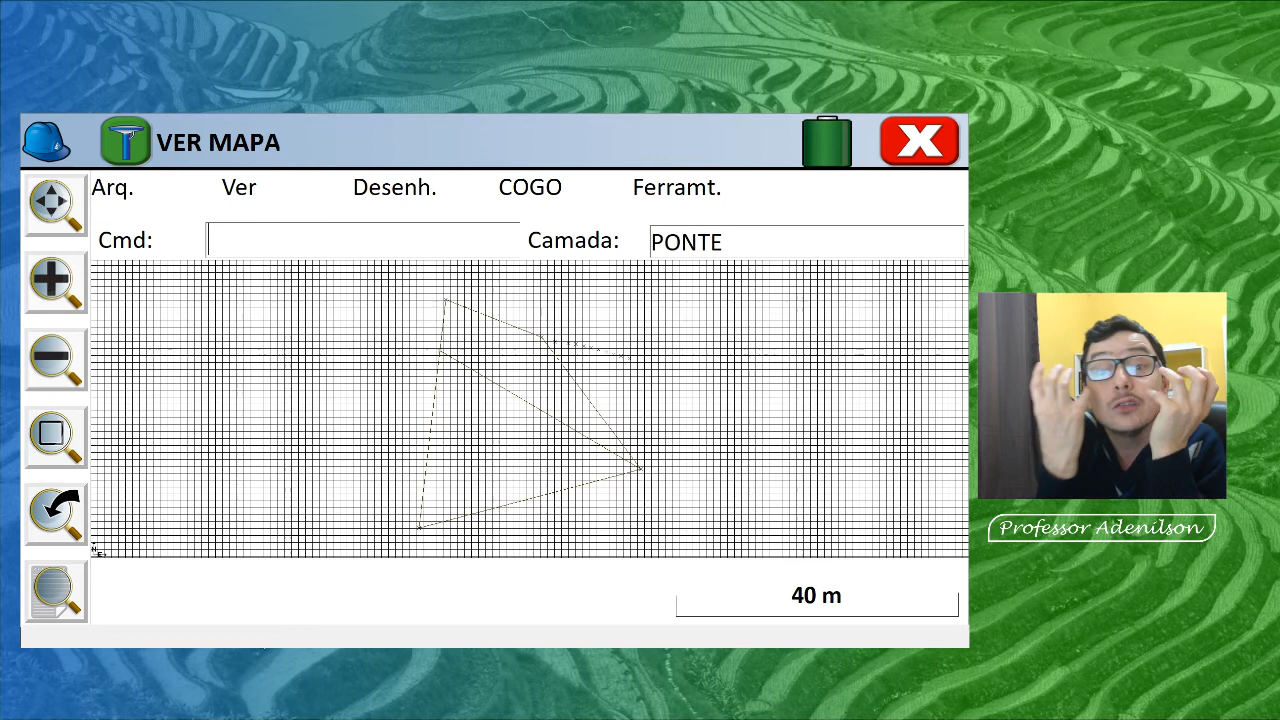 VER MAPA
Arq. Ver Desenh. COGO Ferramt.
Cmd: Camada: PONTE
40 m
Professor Adenilson